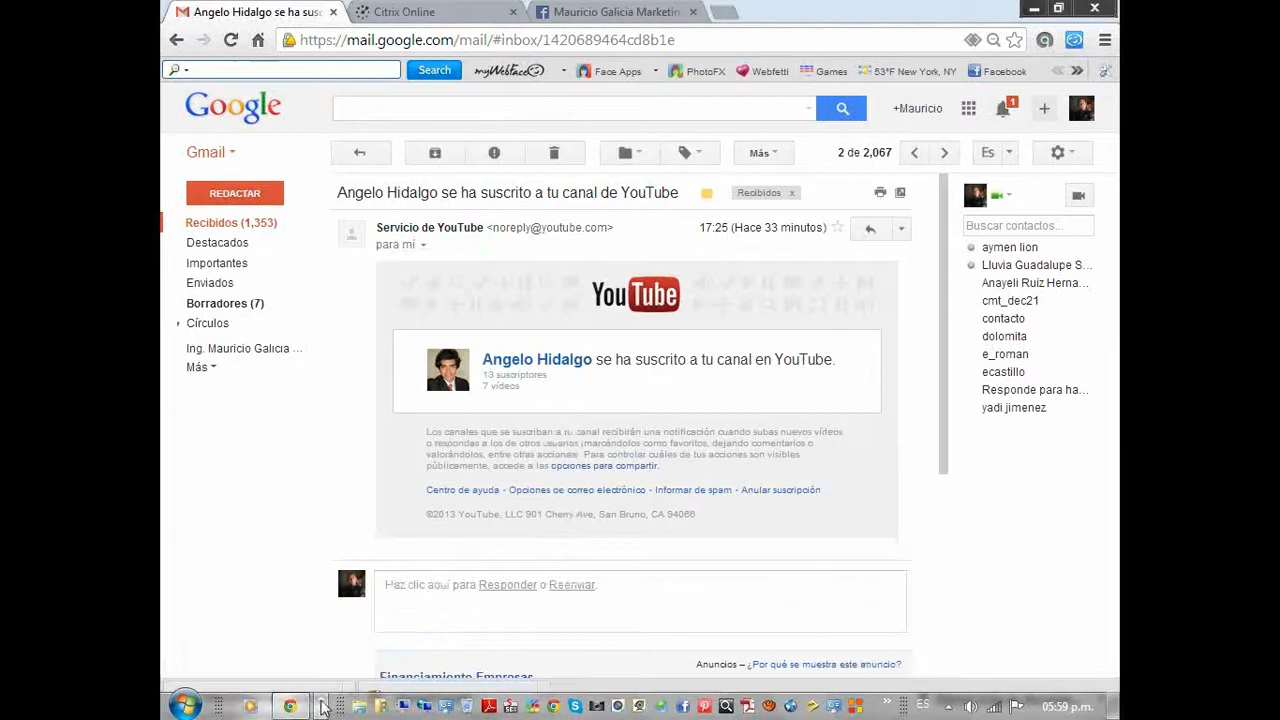 Angelo Hidalgo se ha susc
Citrix Online
Mauricio Galicia Marketin
https://mail.google.com/mail/#inbox/1420689464cd8b1e
Search
myWebface
Face Apps
PhotoFX
Webfetti
Games
53°F New York, NY
Facebook
Google
+Mauricio
1
Gmail
Más
2 de 2,067
Es
REDACTAR
Angelo Hidalgo se ha suscrito a tu canal de YouTube
Recibidos x
Recibidos (1,353)
Servicio de YouTube <noreply@youtube.com>
17:25 (Hace 33 minutos)
para mí
Buscar contactos...
Destacados
Importantes
Enviados
Borradores (7)
Círculos
Ing. Mauricio Galicia ...
Más
aymen lion
Lluvia Guadalupe S...
Anayeli Ruiz Herna...
cmt_dec21
contacto
dolomita
e_roman
ecastillo
Responde para ha...
yadi jimenez
YouTube
Angelo Hidalgo se ha suscrito a tu canal en YouTube.
13 suscriptores
7 vídeos
Los canales que se suscriban a tu canal recibirán una notificación cuando subas nuevos vídeos
o respondas a los de otros usuarios (marcándolos como favoritos, dejando comentarios o
valorándolos, entre otras acciones). Para controlar cuáles de tus acciones son visibles
públicamente, accede a las opciones para compartir.
Centro de ayuda - Opciones de correo electrónico - Informar de spam - Anular suscripción
©2013 YouTube, LLC 901 Cherry Ave, San Bruno, CA 94066
Haz clic aquí para Responder o Reenviar.
Anuncios – ¿Por qué se muestra este anuncio?
Financiamiento Empresas
ES
05:59 p.m.